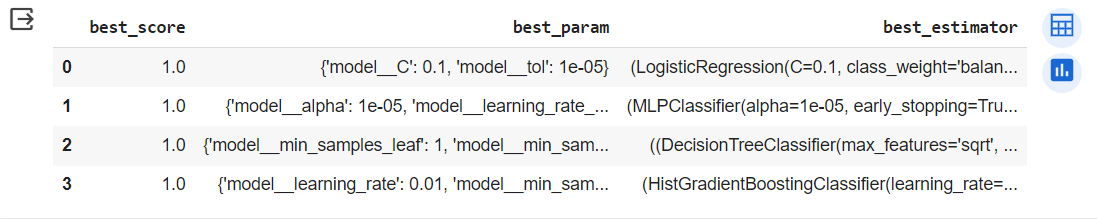 best_score best_param best_estimator
0 1.0 {'model__C': 0.1, 'model__tol': 1e-05} (LogisticRegression(C=0.1, class_weight='balan...
1 1.0 {'model__alpha': 1e-05, 'model__learning_rate_... (MLPClassifier(alpha=1e-05, early_stopping=Tru...
2 1.0 {'model__min_samples_leaf': 1, 'model__min_sam... ((DecisionTreeClassifier(max_features='sqrt', ...
3 1.0 {'model__learning_rate': 0.01, 'model__min_sam... (HistGradientBoostingClassifier(learning_rate=...